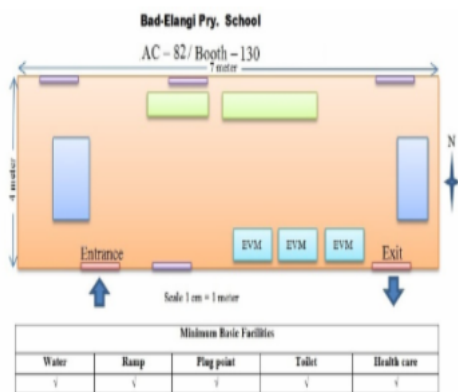 Bad-Elangi Pry. School
AC – 82/ Booth – 130
7 meter
4 meter
N
EVM EVM EVM
Entrance Exit
Scale 1 cm = 1 meter
Minimum Basic Facilities
Water Ramp Plug point Toilet Health care
√ √ √ √ √